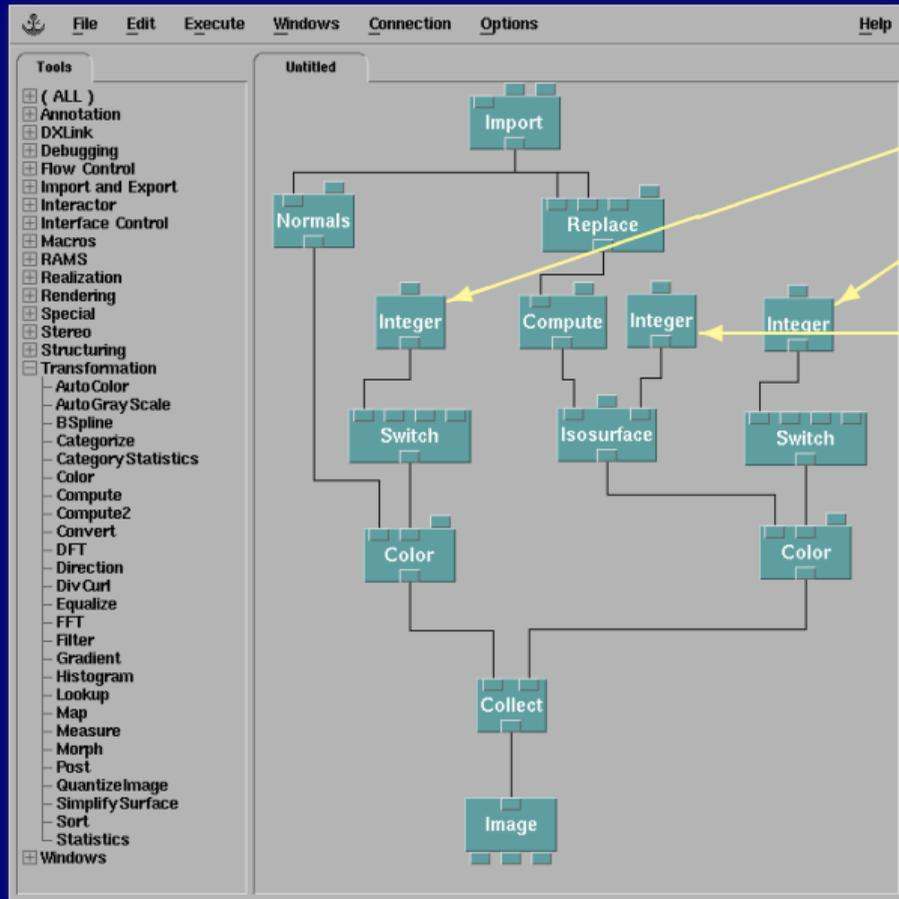 File Edit Execute Windows Connection Options Help
Tools
( ALL )
Annotation
DXLink
Debugging
Flow Control
Import and Export
Interactor
Interface Control
Macros
RAMS
Realization
Rendering
Special
Stereo
Structuring
Transformation
AutoColor
AutoGrayScale
BSpline
Categorize
CategoryStatistics
Color
Compute
Compute2
Convert
DFT
Direction
DivCurl
Equalize
FFT
Filter
Gradient
Histogram
Lookup
Map
Measure
Morph
Post
QuantizeImage
SimplifySurface
Sort
Statistics
Windows
Untitled
Import
Normals
Replace
Integer
Compute
Integer
Integer
Switch
Isosurface
Switch
Color
Color
Collect
Image